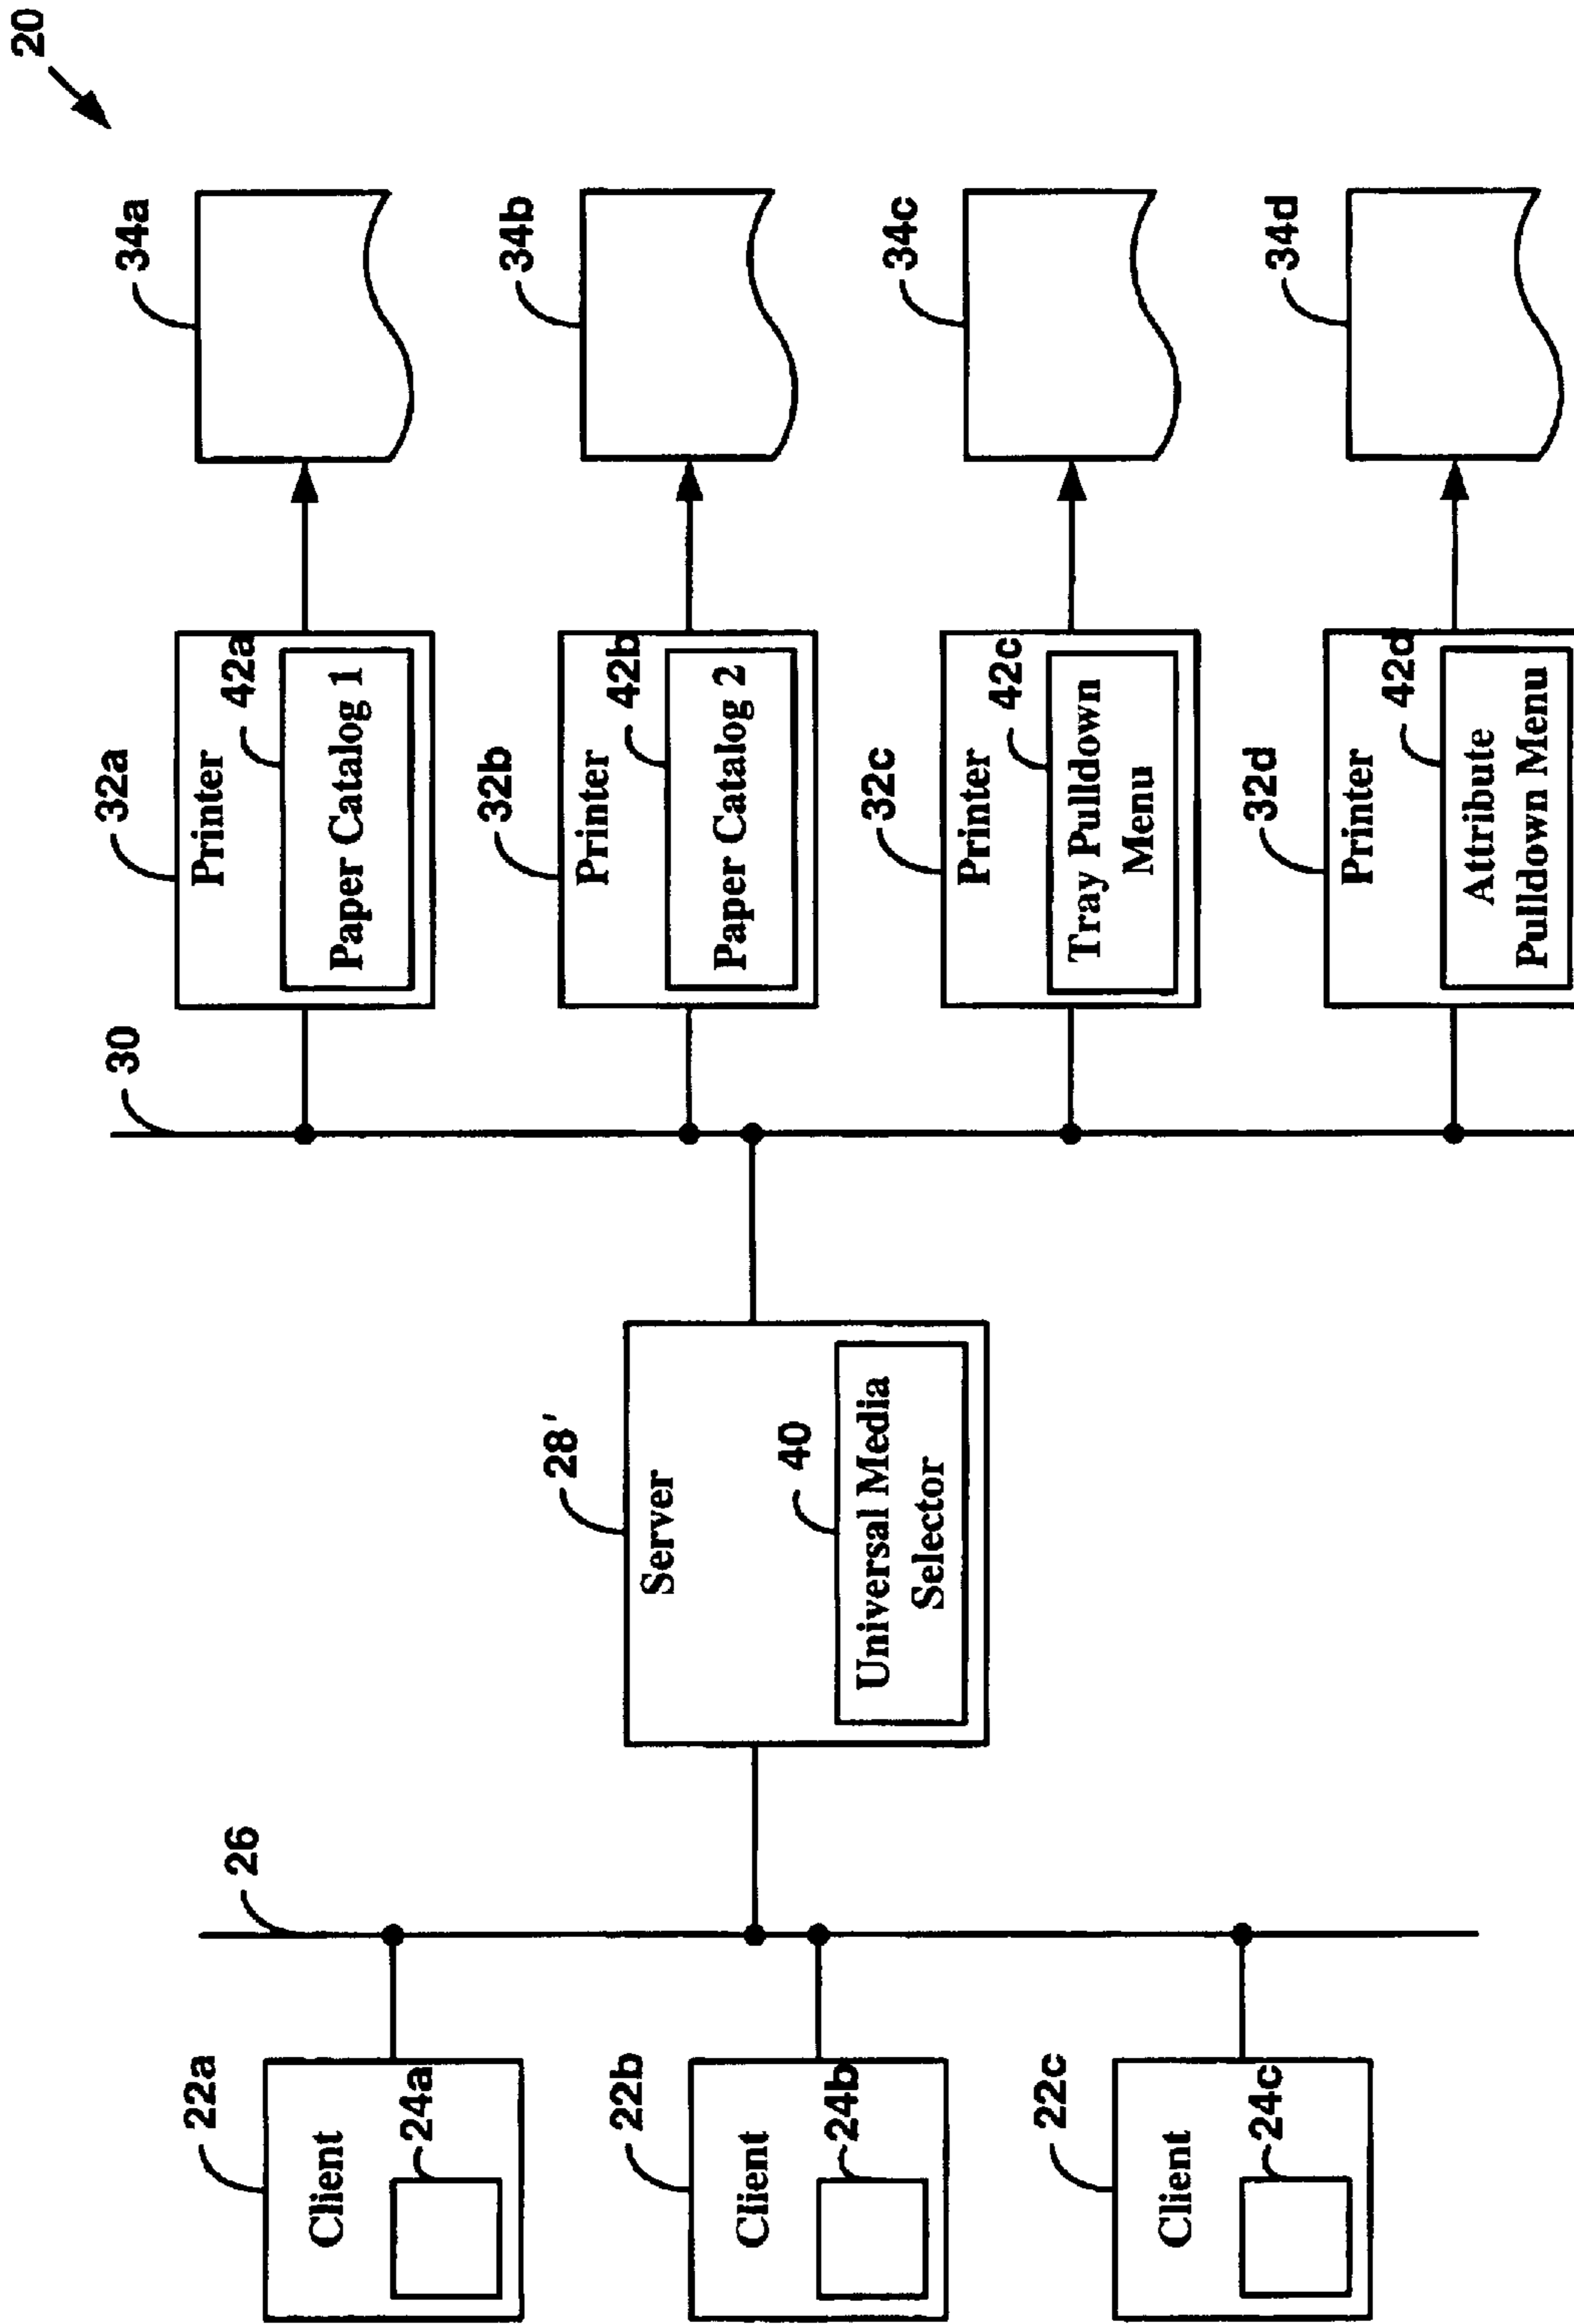 20
22a
Client
24a
22b
Client
24b
22c
Client
24c
26
28'
Server
40
Universal Media
Selector
30
32a
Printer
42a
Paper Catalog 1
34a
32b
Printer
42b
Paper Catalog 2
34b
32c
Printer
42c
Tray Pulldown
Menu
34c
32d
Printer
42d
Attribute
Pulldown Menu
34d